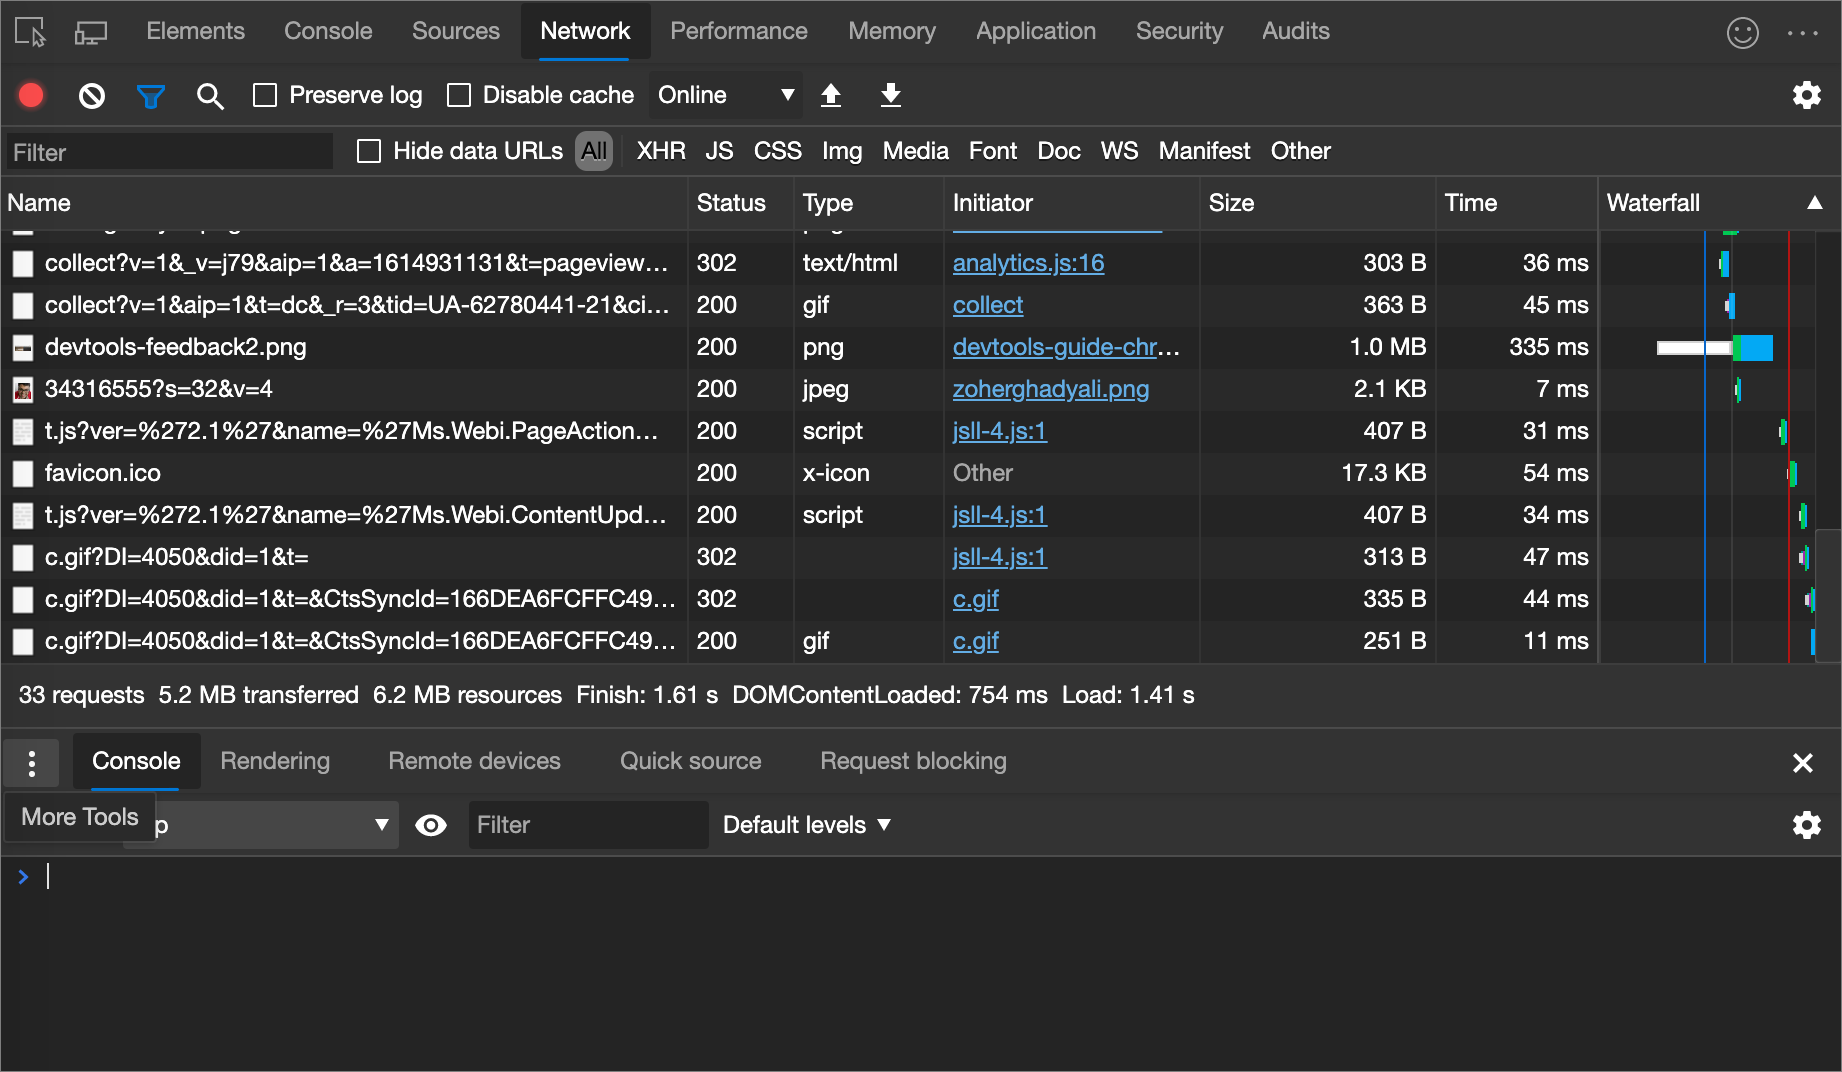 Elements Console Sources Network Performance Memory Application Security Audits
Preserve log Disable cache Online
Filter Hide data URLs All XHR JS CSS Img Media Font Doc WS Manifest Other
Name Status Type Initiator Size Time Waterfall
collect?v=1&_v=j79&aip=1&a=1614931131&t=pageview... 302 text/html analytics.js:16 303 B 36 ms
collect?v=1&aip=1&t=dc&_r=3&tid=UA-62780441-21&ci... 200 gif collect 363 B 45 ms
devtools-feedback2.png 200 png devtools-guide-chr... 1.0 MB 335 ms
34316555?s=32&v=4 200 jpeg zoherghadyali.png 2.1 KB 7 ms
t.js?ver=%272.1%27&name=%27Ms.Webi.PageAction... 200 script jsll-4.js:1 407 B 31 ms
favicon.ico 200 x-icon Other 17.3 KB 54 ms
t.js?ver=%272.1%27&name=%27Ms.Webi.ContentUpd... 200 script jsll-4.js:1 407 B 34 ms
c.gif?DI=4050&did=1&t= 302 jsll-4.js:1 313 B 47 ms
c.gif?DI=4050&did=1&t=&CtsSyncId=166DEA6FCFFC49... 302 c.gif 335 B 44 ms
c.gif?DI=4050&did=1&t=&CtsSyncId=166DEA6FCFFC49... 200 gif c.gif 251 B 11 ms
33 requests 5.2 MB transferred 6.2 MB resources Finish: 1.61 s DOMContentLoaded: 754 ms Load: 1.41 s
Console Rendering Remote devices Quick source Request blocking
More Tools p Filter Default levels